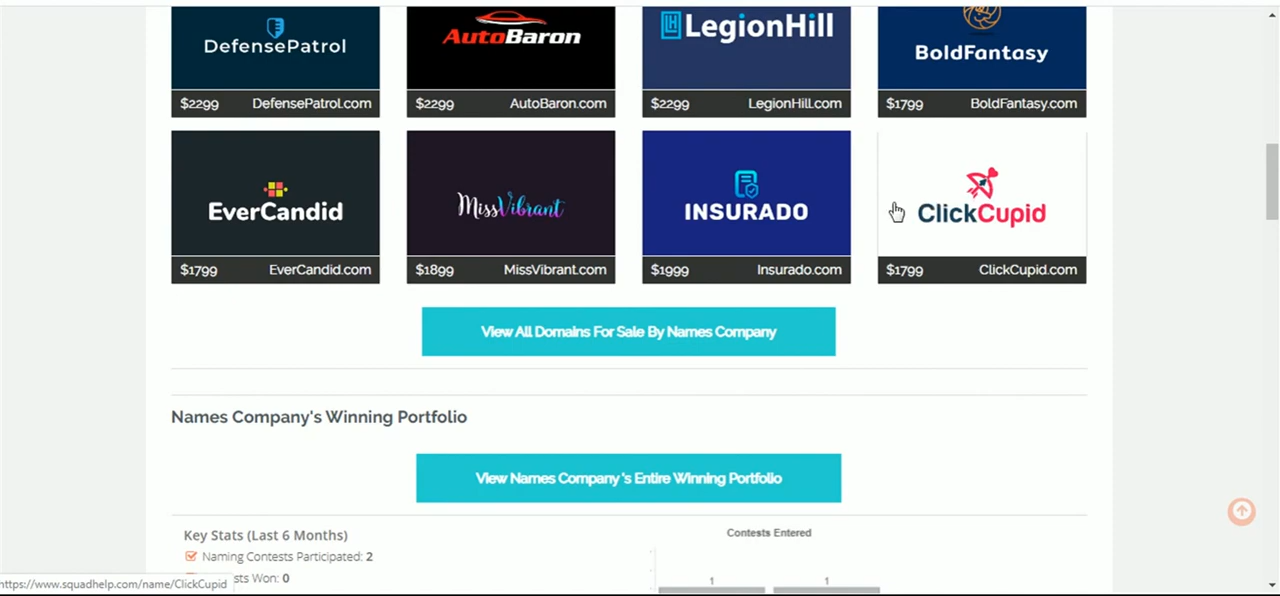 DefensePatrol
AutoBaron
LegionHill
BoldFantasy
$2299 DefensePatrol.com
$2299 AutoBaron.com
$2299 LegionHill.com
$1799 BoldFantasy.com
EverCandid
MissVibrant
INSURADO
ClickCupid
$1799 EverCandid.com
$1899 MissVibrant.com
$1999 Insurado.com
$1799 ClickCupid.com
View All Domains For Sale By Names Company
Names Company's Winning Portfolio
View Names Company 's Entire Winning Portfolio
Key Stats (Last 6 Months)
Contests Entered
Naming Contests Participated: 2
sts Won: 0
1
1
https://www.squadhelp.com/name/ClickCupid